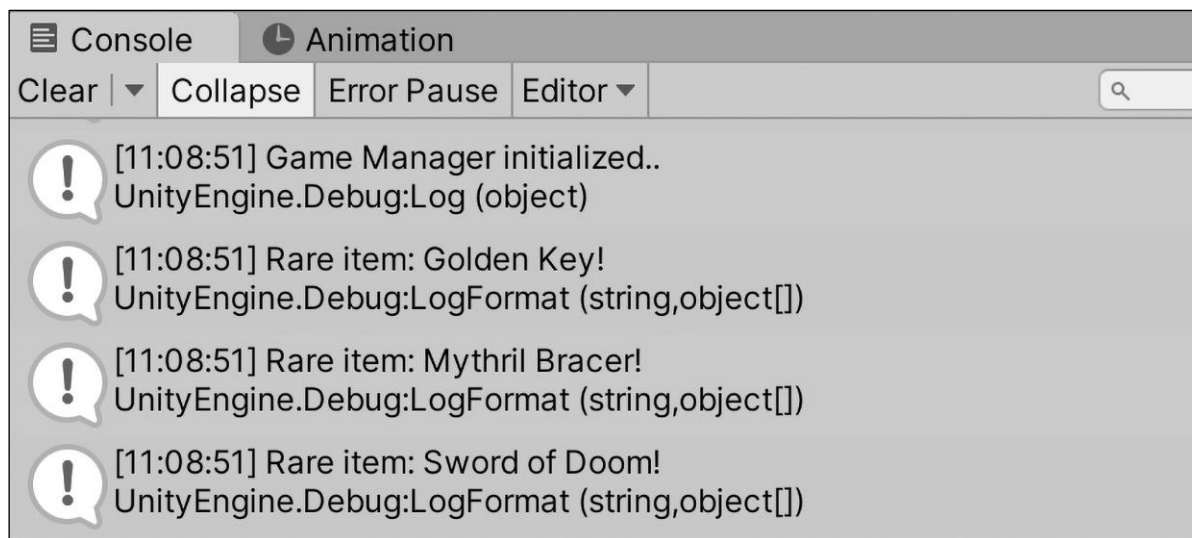 Console Animation
Clear Collapse Error Pause Editor
[11:08:51] Game Manager initialized..
UnityEngine.Debug:Log (object)
[11:08:51] Rare item: Golden Key!
UnityEngine.Debug:LogFormat (string,object[])
[11:08:51] Rare item: Mythril Bracer!
UnityEngine.Debug:LogFormat (string,object[])
[11:08:51] Rare item: Sword of Doom!
UnityEngine.Debug:LogFormat (string,object[])